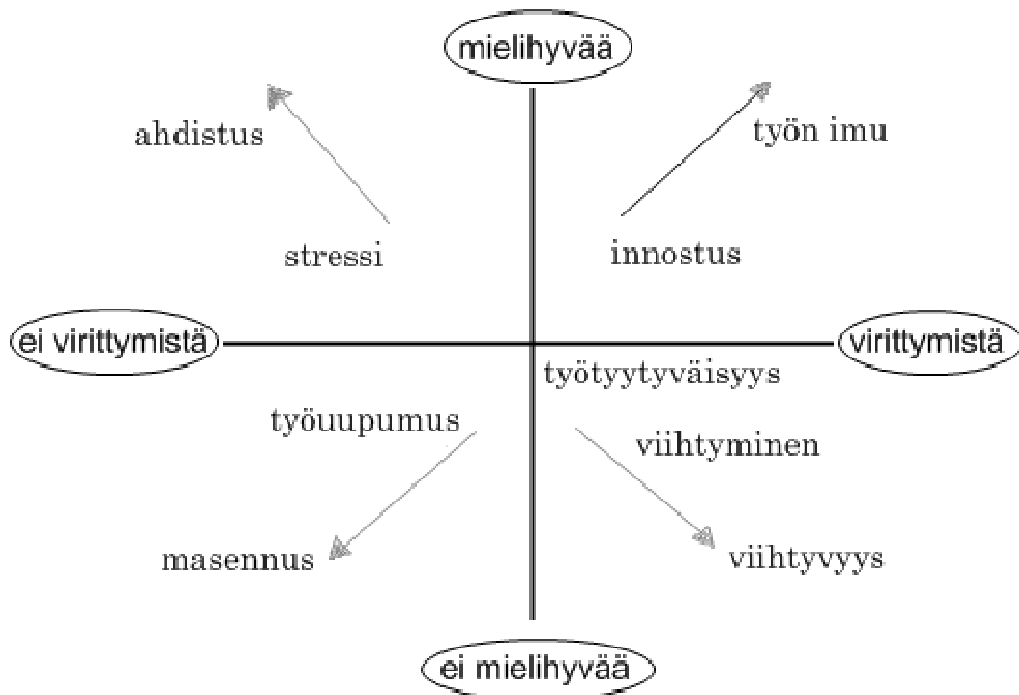 mielihyvää
ahdistus
työn imu
stressi
innostus
ei virittymistä
virittymistä
työtyytyväisyys
työuupumus
viihtyminen
masennus
viihtyvyys
ei mielihyvää